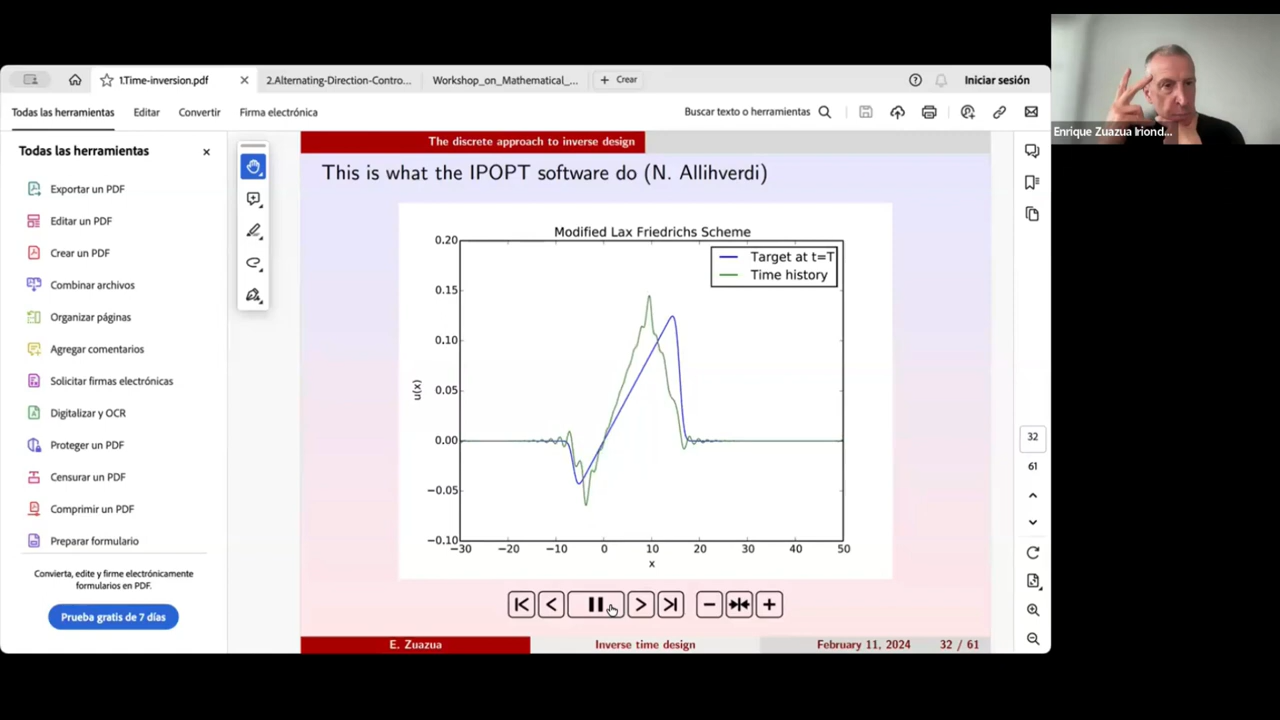 1.Time-inversion.pdf
2.Alternating-Direction-Contro...
Workshop_on_Mathematical_...
Crear
Iniciar sesión
Todas las herramientas
Editar
Convertir
Firma electrónica
Buscar texto o herramientas
Todas las herramientas
Exportar un PDF
Editar un PDF
Crear un PDF
Combinar archivos
Organizar páginas
Agregar comentarios
Solicitar firmas electrónicas
Digitalizar y OCR
Proteger un PDF
Censurar un PDF
Comprimir un PDF
Preparar formulario
Convierta, edite y firme electrónicamente
formularios en PDF.
Prueba gratis de 7 días
The discrete approach to inverse design
This is what the IPOPT software do (N. Allihverdi)
Modified Lax Friedrichs Scheme
Target at t=T
Time history
0.20
0.15
0.10
0.05
0.00
−0.05
−0.10
u(x)
−30 −20 −10 0 10 20 30 40 50
x
E. Zuazua
Inverse time design
February 11, 2024
32 / 61
32
61
Enrique Zuazua Iriond...